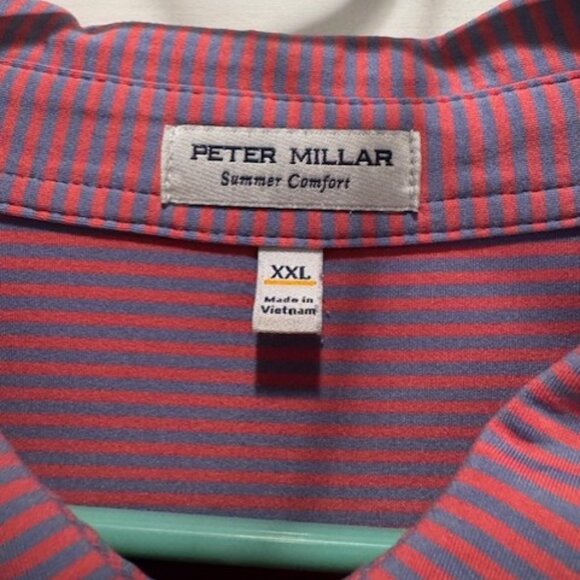 PETER MILLAR
Summer Comfort
XXL
Made in
Vietnam